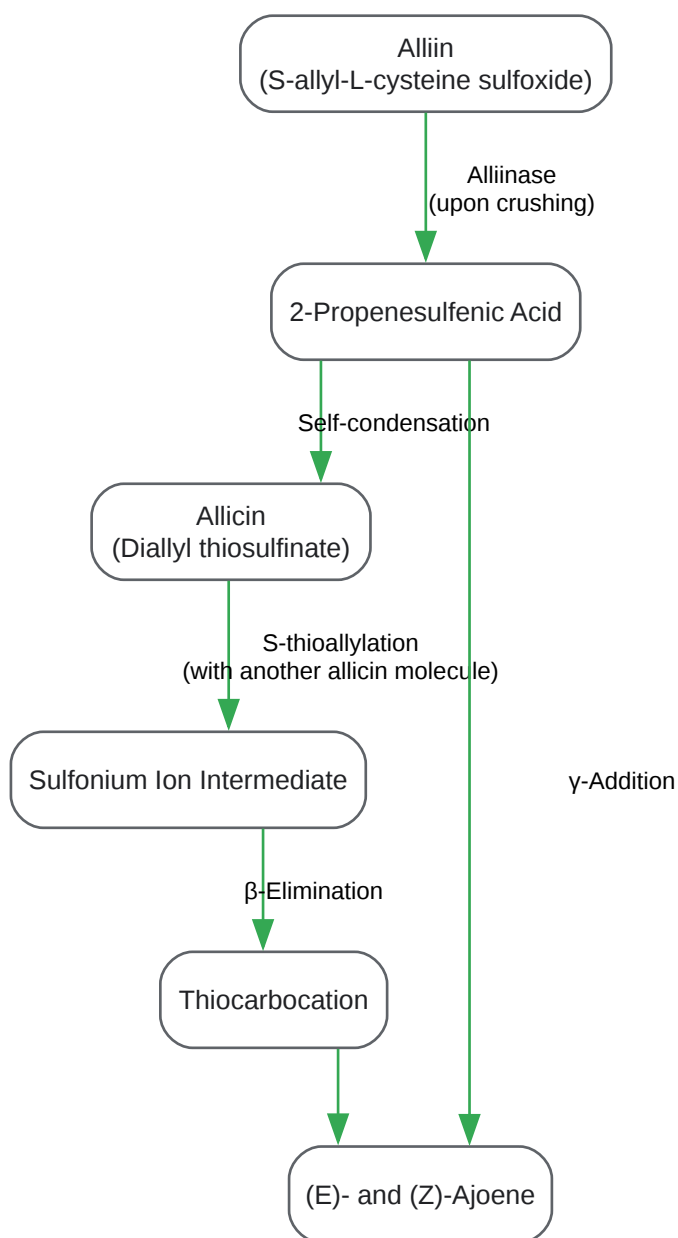 Alliin
(S-allyl-L-cysteine sulfoxide)
Alliinase
(upon crushing)
2-Propenesulfenic Acid
Self-condensation
Allicin
(Diallyl thiosulfinate)
S-thioallylation
(with another allicin molecule)
Sulfonium Ion Intermediate
γ-Addition
β-Elimination
Thiocarbocation
(E)- and (Z)-Ajoene